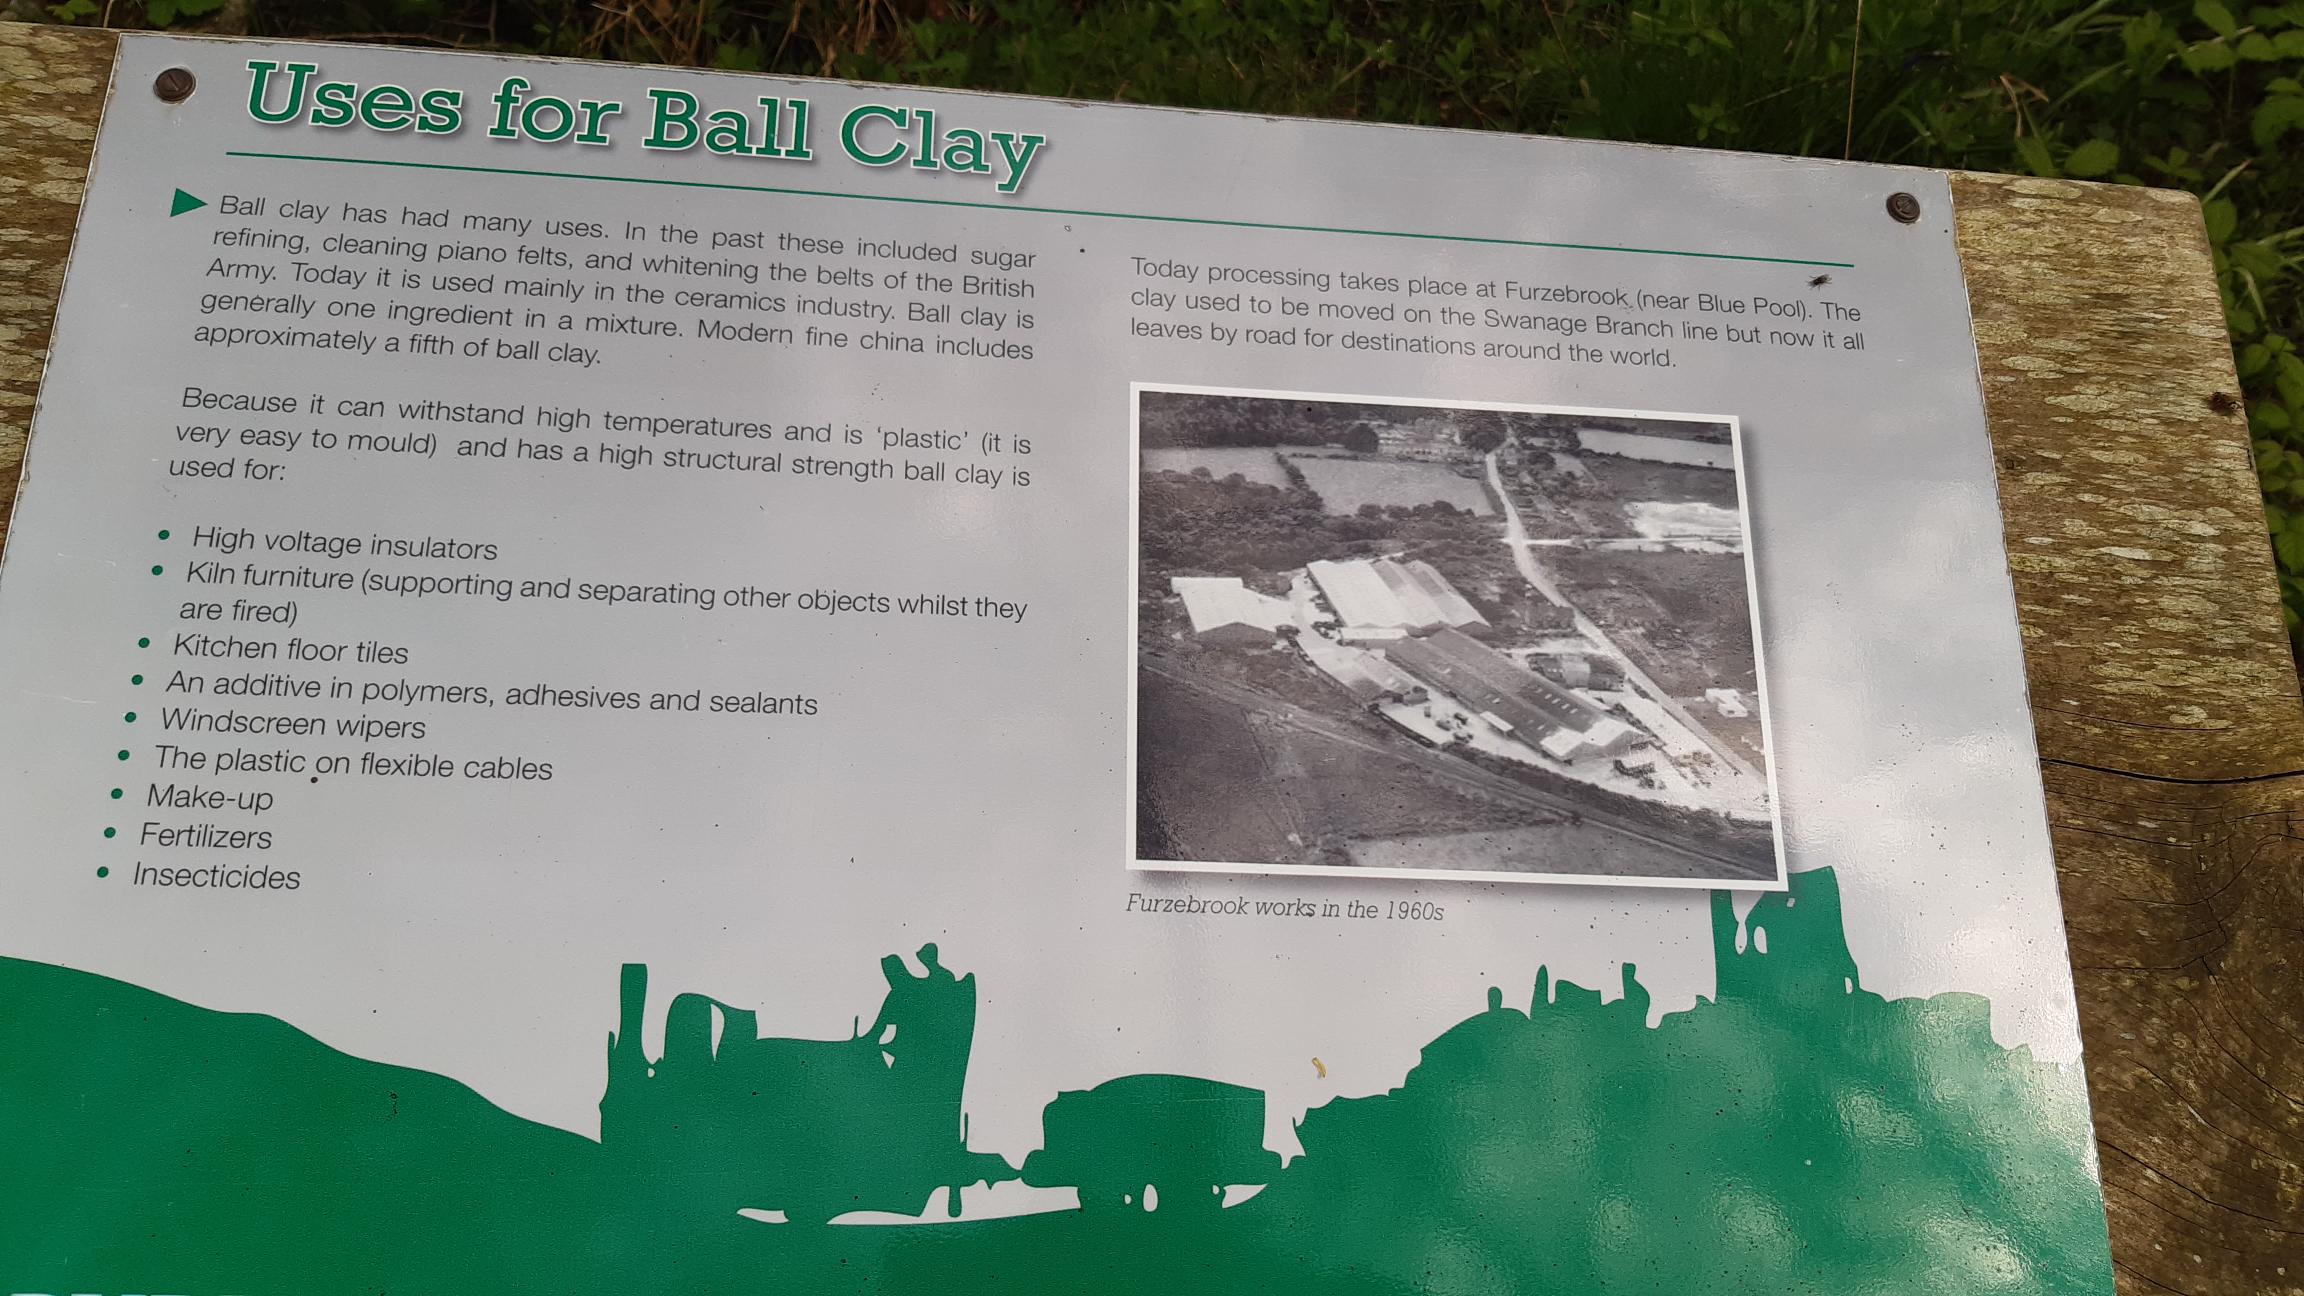 Uses for Ball Clay
Ball clay has had many uses. In the past these included sugar
refining, cleaning piano felts, and whitening the belts of the British
Army. Today it is used mainly in the ceramics industry. Ball clay is
generally one ingredient in a mixture. Modern fine china includes
approximately a fifth of ball clay.
Because it can withstand high temperatures and is ‘plastic’ (it is
very easy to mould) and has a high structural strength ball clay is
used for:
• High voltage insulators
• Kiln furniture (supporting and separating other objects whilst they
are fired)
• Kitchen floor tiles
• An additive in polymers, adhesives and sealants
• Windscreen wipers
• The plastic on flexible cables
• Make-up
• Fertilizers
• Insecticides
Today processing takes place at Furzebrook (near Blue Pool). The
clay used to be moved on the Swanage Branch line but now it all
leaves by road for destinations around the world.
Furzebrook works in the 1960s